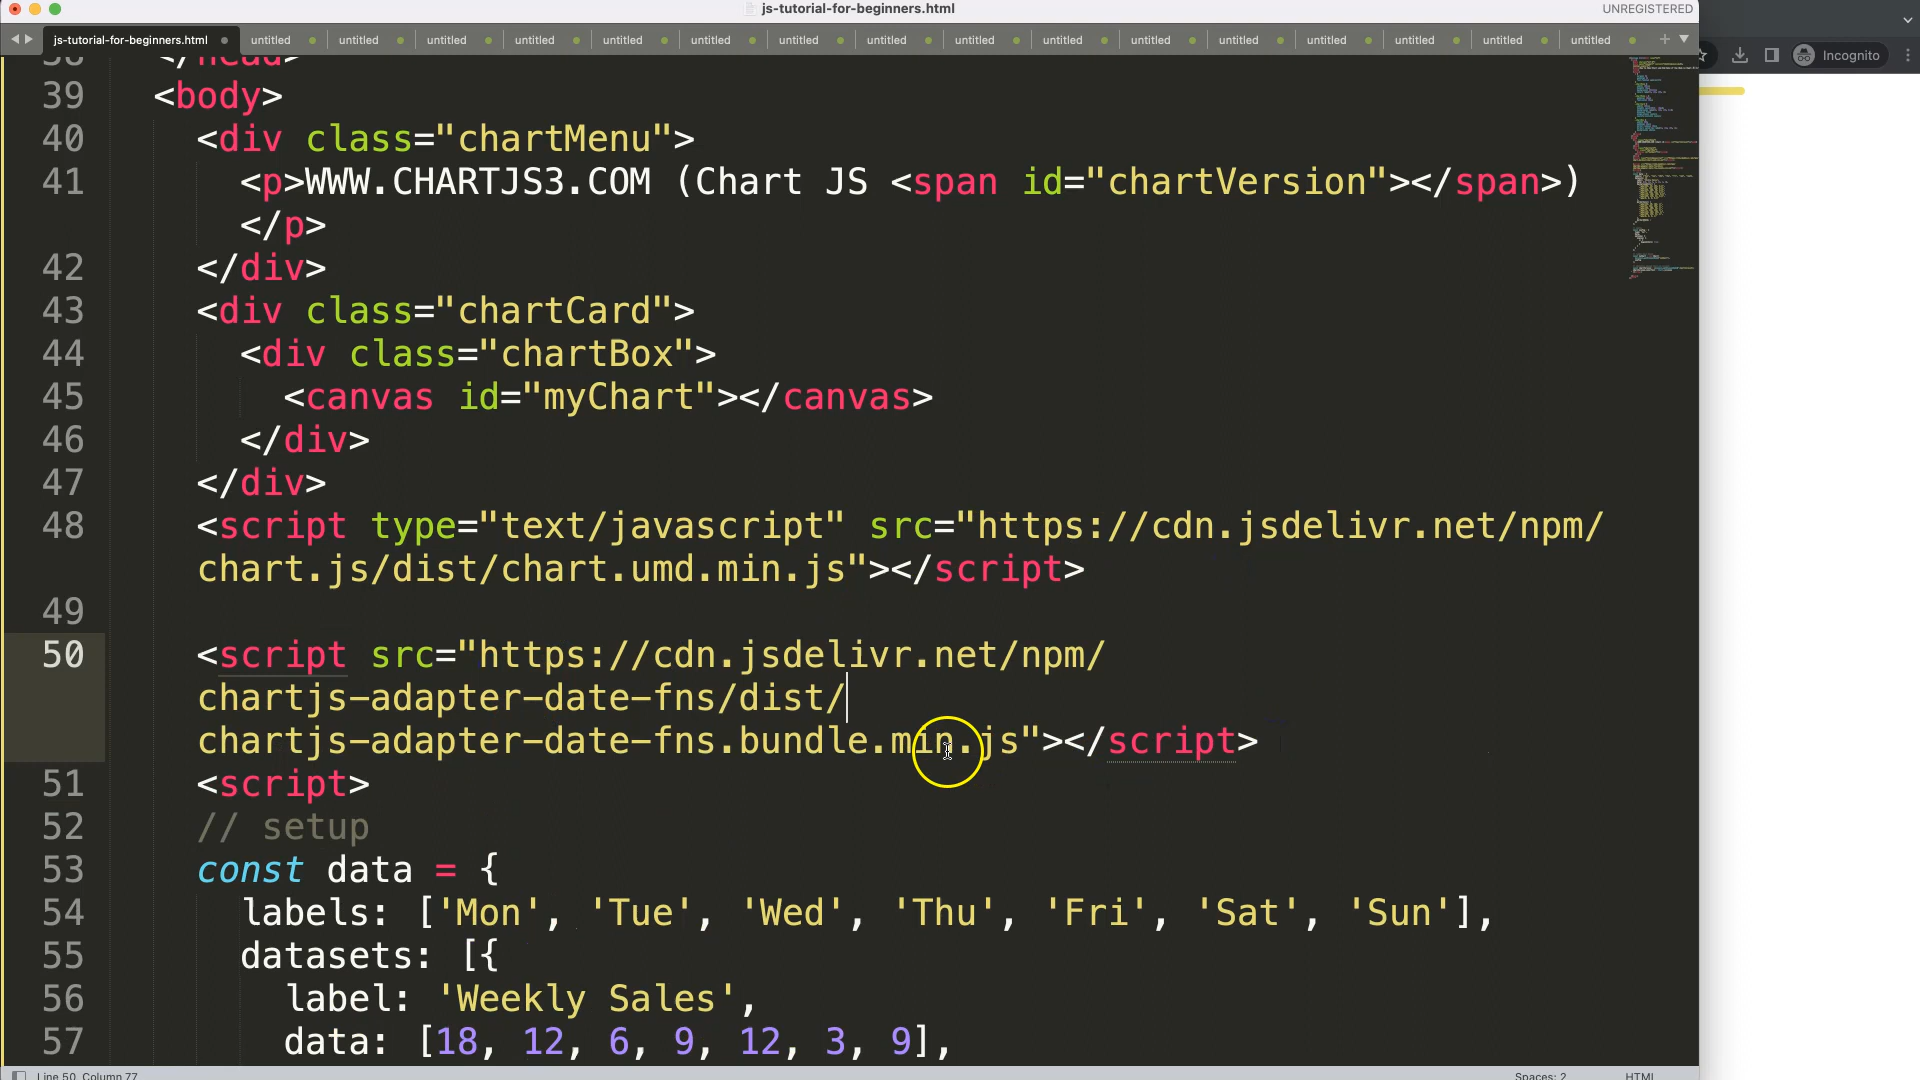 js-tutorial-for-beginners.html
UNREGISTERED
js-tutorial-for-beginners.html untitled untitled untitled untitled untitled untitled untitled untitled untitled untitled untitled untitled untitled untitled untitled untitled
Incognito
38 </head>
39 <body>
40 <div class="chartMenu">
41 <p>WWW.CHARTJS3.COM (Chart JS <span id="chartVersion"></span>)
</p>
42 </div>
43 <div class="chartCard">
44 <div class="chartBox">
45 <canvas id="myChart"></canvas>
46 </div>
47 </div>
48 <script type="text/javascript" src="https://cdn.jsdelivr.net/npm/
chart.js/dist/chart.umd.min.js"></script>
49
50 <script src="https://cdn.jsdelivr.net/npm/
chartjs-adapter-date-fns/dist/
chartjs-adapter-date-fns.bundle.min.js"></script>
51 <script>
52 // setup
53 const data = {
54 labels: ['Mon', 'Tue', 'Wed', 'Thu', 'Fri', 'Sat', 'Sun'],
55 datasets: [{
56 label: 'Weekly Sales',
57 data: [18, 12, 6, 9, 12, 3, 9],
Line 50, Column 77
Spaces: 2
HTML